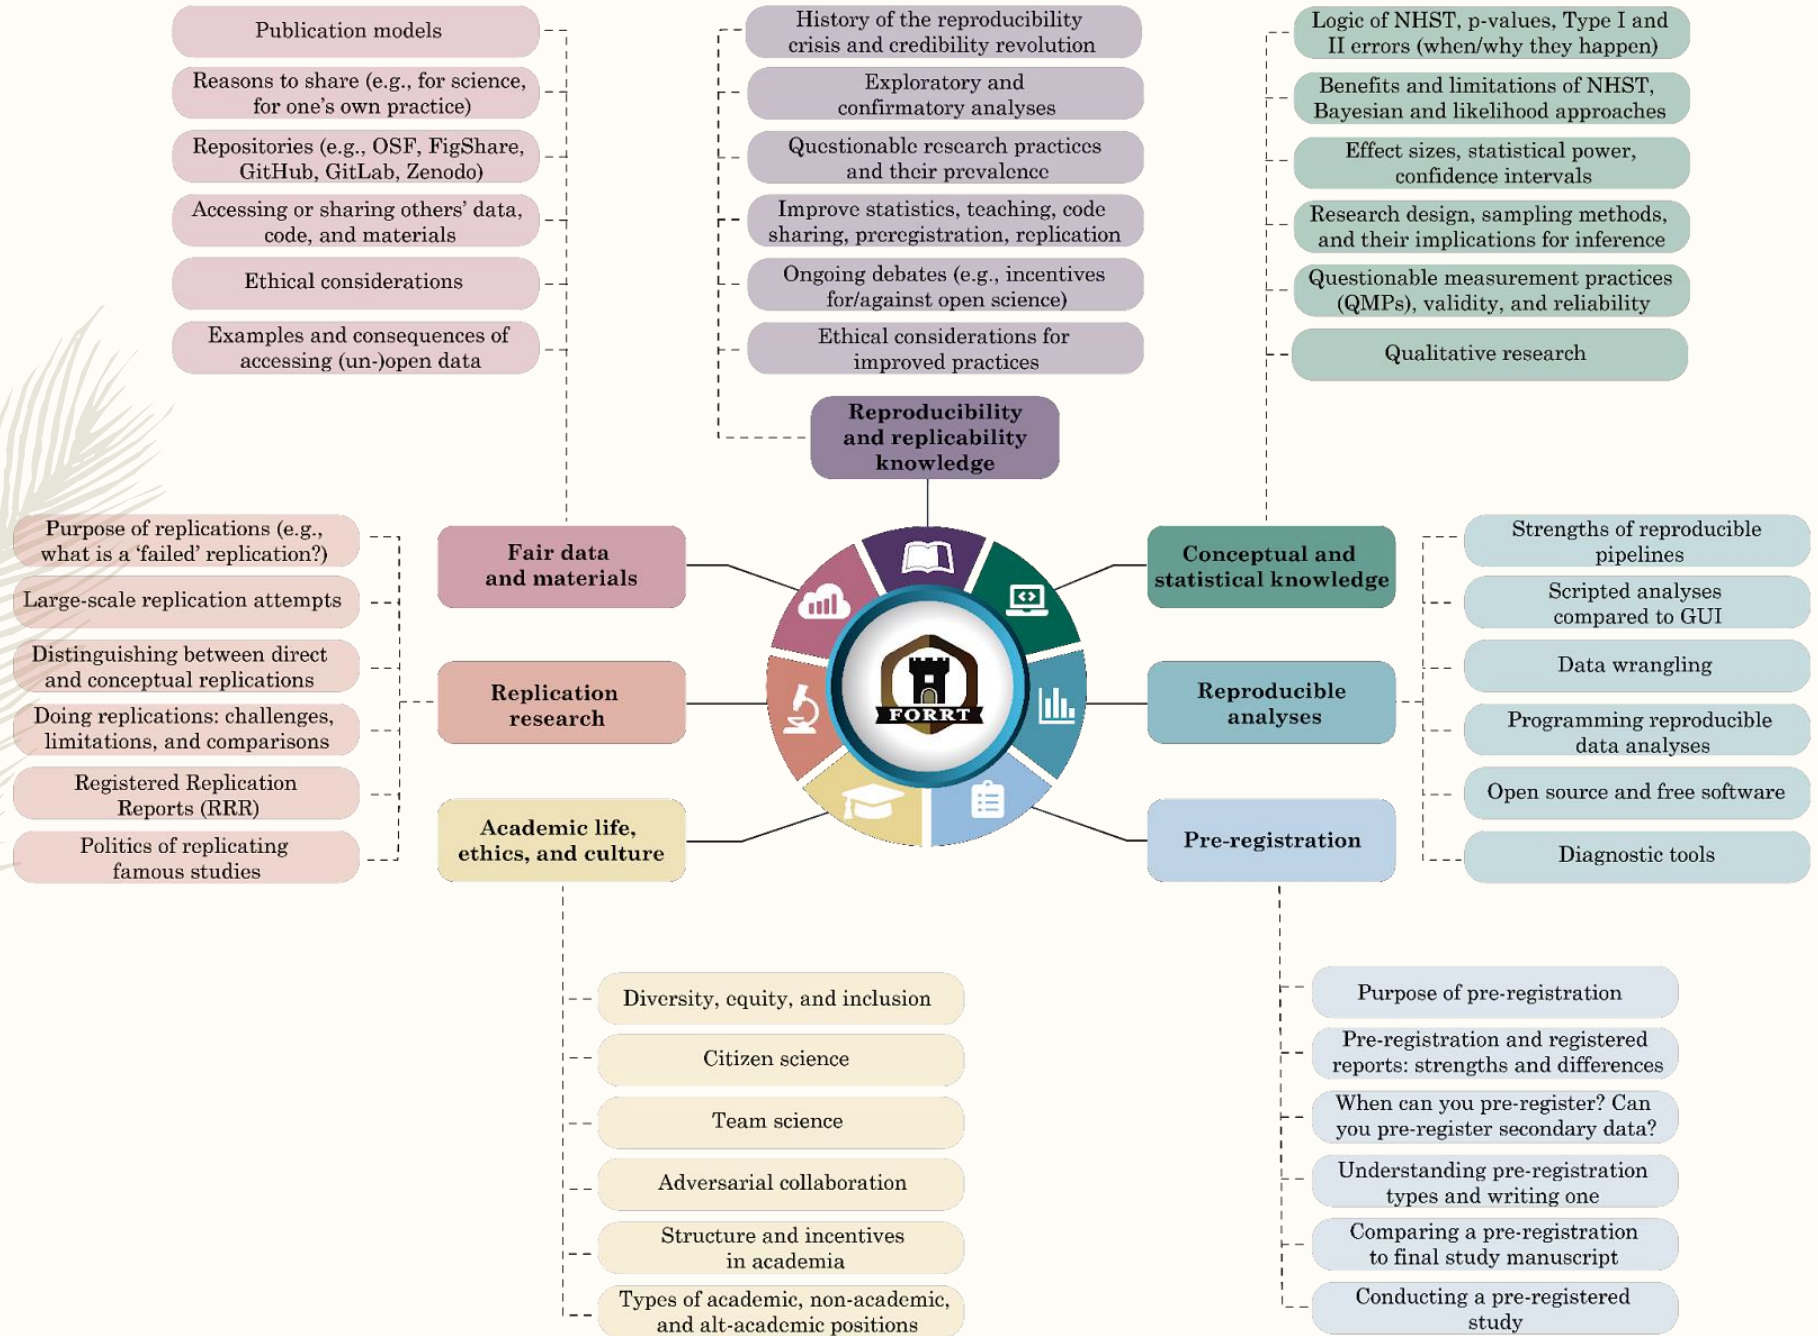 Publication models
Reasons to share (e.g., for science,
for one's own practice)
Repositories (e.g., OSF, FigShare,
GitHub, GitLab, Zenodo)
Accessing or sharing others' data,
code, and materials
Ethical considerations
Examples and consequences of
accessing (un-)open data
History of the reproducibility
crisis and credibility revolution
Exploratory and
confirmatory analyses
Questionable research practices
and their prevalence
Improve statistics, teaching, code
sharing, preregistration, replication
Ongoing debates (e.g., incentives
for/against open science)
Ethical considerations for
improved practices
Reproducibility
and replicability
knowledge
Logic of NHST, p-values, Type I and
II errors (when/why they happen)
Benefits and limitations of NHST,
Bayesian and likelihood approaches
Effect sizes, statistical power,
confidence intervals
Research design, sampling methods,
and their implications for inference
Questionable measurement practices
(QMPs), validity, and reliability
Qualitative research
Purpose of replications (e.g.,
what is a 'failed' replication?)
Large-scale replication attempts
Distinguishing between direct
and conceptual replications
Doing replications: challenges,
limitations, and comparisons
Registered Replication
Reports (RRR)
Politics of replicating
famous studies
Fair data
and materials
Replication
research
Academic life,
ethics, and culture
FORRT
Conceptual and
statistical knowledge
Reproducible
analyses
Pre-registration
Strengths of reproducible
pipelines
Scripted analyses
compared to GUI
Data wrangling
Programming reproducible
data analyses
Open source and free software
Diagnostic tools
Diversity, equity, and inclusion
Citizen science
Team science
Adversarial collaboration
Structure and incentives
in academia
Types of academic, non-academic,
and alt-academic positions
Purpose of pre-registration
Pre-registration and registered
reports: strengths and differences
When can you pre-register? Can
you pre-register secondary data?
Understanding pre-registration
types and writing one
Comparing a pre-registration
to final study manuscript
Conducting a pre-registered
study